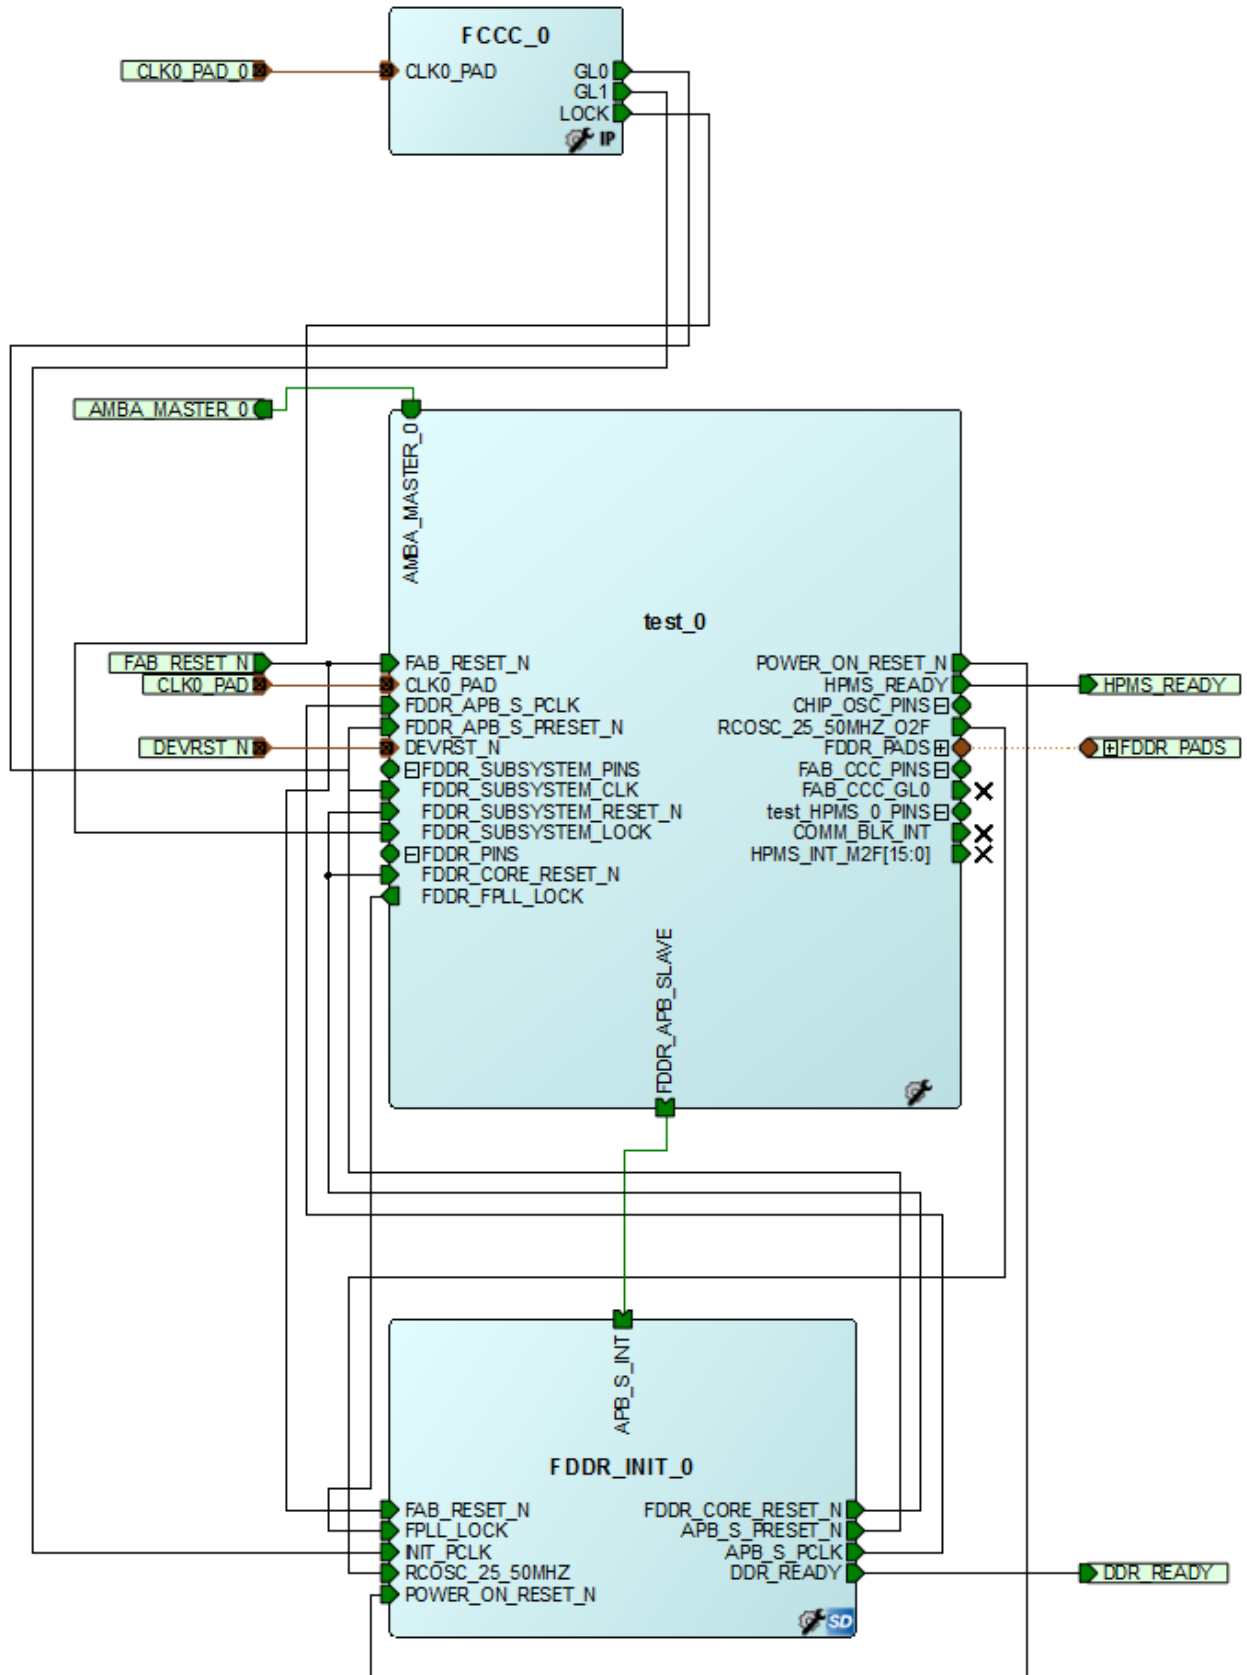 FCCC_0
CLK0_PAD_0
CLK0_PAD
GL0
GL1
LOCK
IP
AMBA_MASTER_0
AMBA_MASTER_0
test_0
FAB_RESET_N
CLK0_PAD
DEVRST_N
FAB_RESET_N
CLK0_PAD
FDDR_APB_S_PCLK
FDDR_APB_S_PRESET_N
DEVRST_N
FDDR_SUBSYSTEM_PINS
FDDR_SUBSYSTEM_CLK
FDDR_SUBSYSTEM_RESET_N
FDDR_SUBSYSTEM_LOCK
FDDR_PINS
FDDR_CORE_RESET_N
FDDR_FPLL_LOCK
POWER_ON_RESET_N
HPMS_READY
CHIP_OSC_PINS
RCOSC_25_50MHZ_O2F
FDDR_PADS
FAB_CCC_PINS
FAB_CCC_GL0
test_HPMS_0_PINS
COMM_BLK_INT
HPMS_INT_M2F[15:0]
HPMS_READY
FDDR_PADS
FDDR_APB_SLAVE
APB_S_INT
FDDR_INIT_0
FAB_RESET_N
FPLL_LOCK
INIT_PCLK
RCOSC_25_50MHZ
POWER_ON_RESET_N
FDDR_CORE_RESET_N
APB_S_PRESET_N
APB_S_PCLK
DDR_READY
SD
DDR_READY